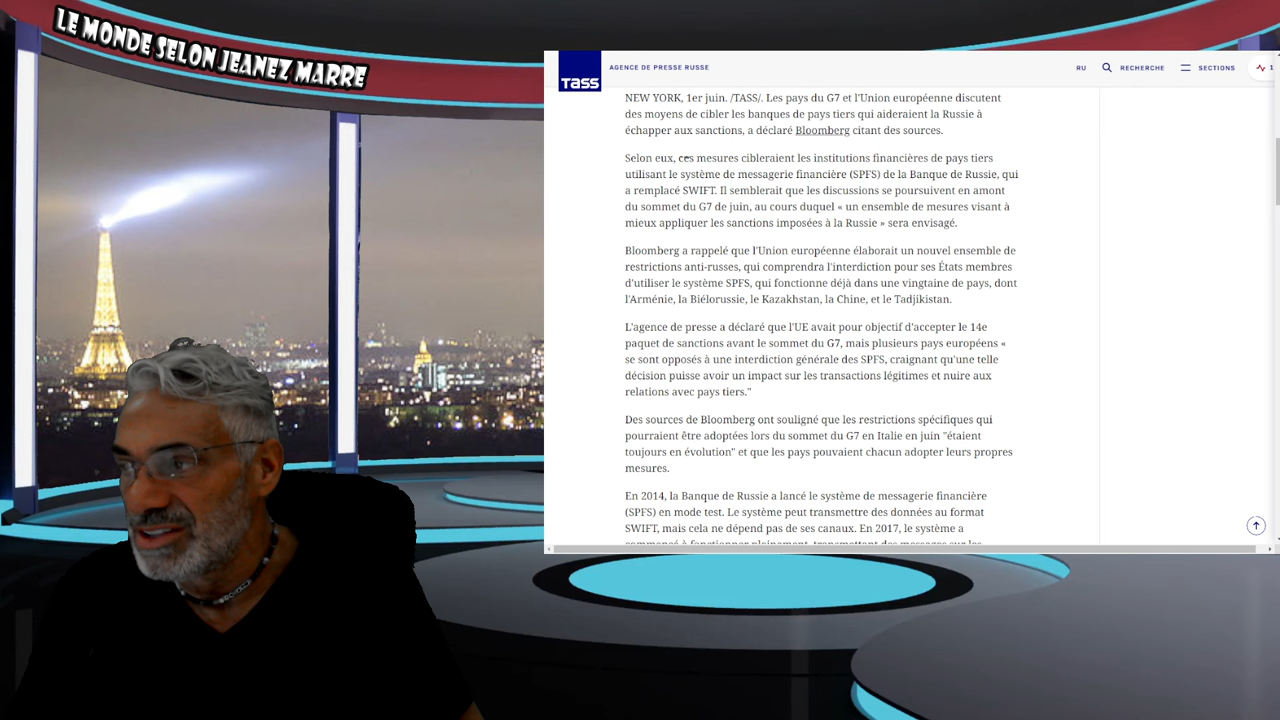 LE MONDE SELON JEANEZ MARRE
TASS
AGENCE DE PRESSE RUSSE
RU
RECHERCHE
SECTIONS
1
NEW YORK, 1er juin. /TASS/. Les pays du G7 et l'Union européenne discutent
des moyens de cibler les banques de pays tiers qui aideraient la Russie à
échapper aux sanctions, a déclaré Bloomberg citant des sources.
Selon eux, ces mesures cibleraient les institutions financières de pays tiers
utilisant le système de messagerie financière (SPFS) de la Banque de Russie, qui
a remplacé SWIFT. Il semblerait que les discussions se poursuivent en amont
du sommet du G7 de juin, au cours duquel « un ensemble de mesures visant à
mieux appliquer les sanctions imposées à la Russie » sera envisagé.
Bloomberg a rappelé que l'Union européenne élaborait un nouvel ensemble de
restrictions anti-russes, qui comprendra l'interdiction pour ses États membres
d'utiliser le système SPFS, qui fonctionne déjà dans une vingtaine de pays, dont
l'Arménie, la Biélorussie, le Kazakhstan, la Chine, et le Tadjikistan.
L'agence de presse a déclaré que l'UE avait pour objectif d'accepter le 14e
paquet de sanctions avant le sommet du G7, mais plusieurs pays européens «
se sont opposés à une interdiction générale des SPFS, craignant qu'une telle
décision puisse avoir un impact sur les transactions légitimes et nuire aux
relations avec pays tiers."
Des sources de Bloomberg ont souligné que les restrictions spécifiques qui
pourraient être adoptées lors du sommet du G7 en Italie en juin "étaient
toujours en évolution" et que les pays pouvaient chacun adopter leurs propres
mesures.
En 2014, la Banque de Russie a lancé le système de messagerie financière
(SPFS) en mode test. Le système peut transmettre des données au format
SWIFT, mais cela ne dépend pas de ses canaux. En 2017, le système a
commencé à fonctionner pleinement, transmettant des messages sur les